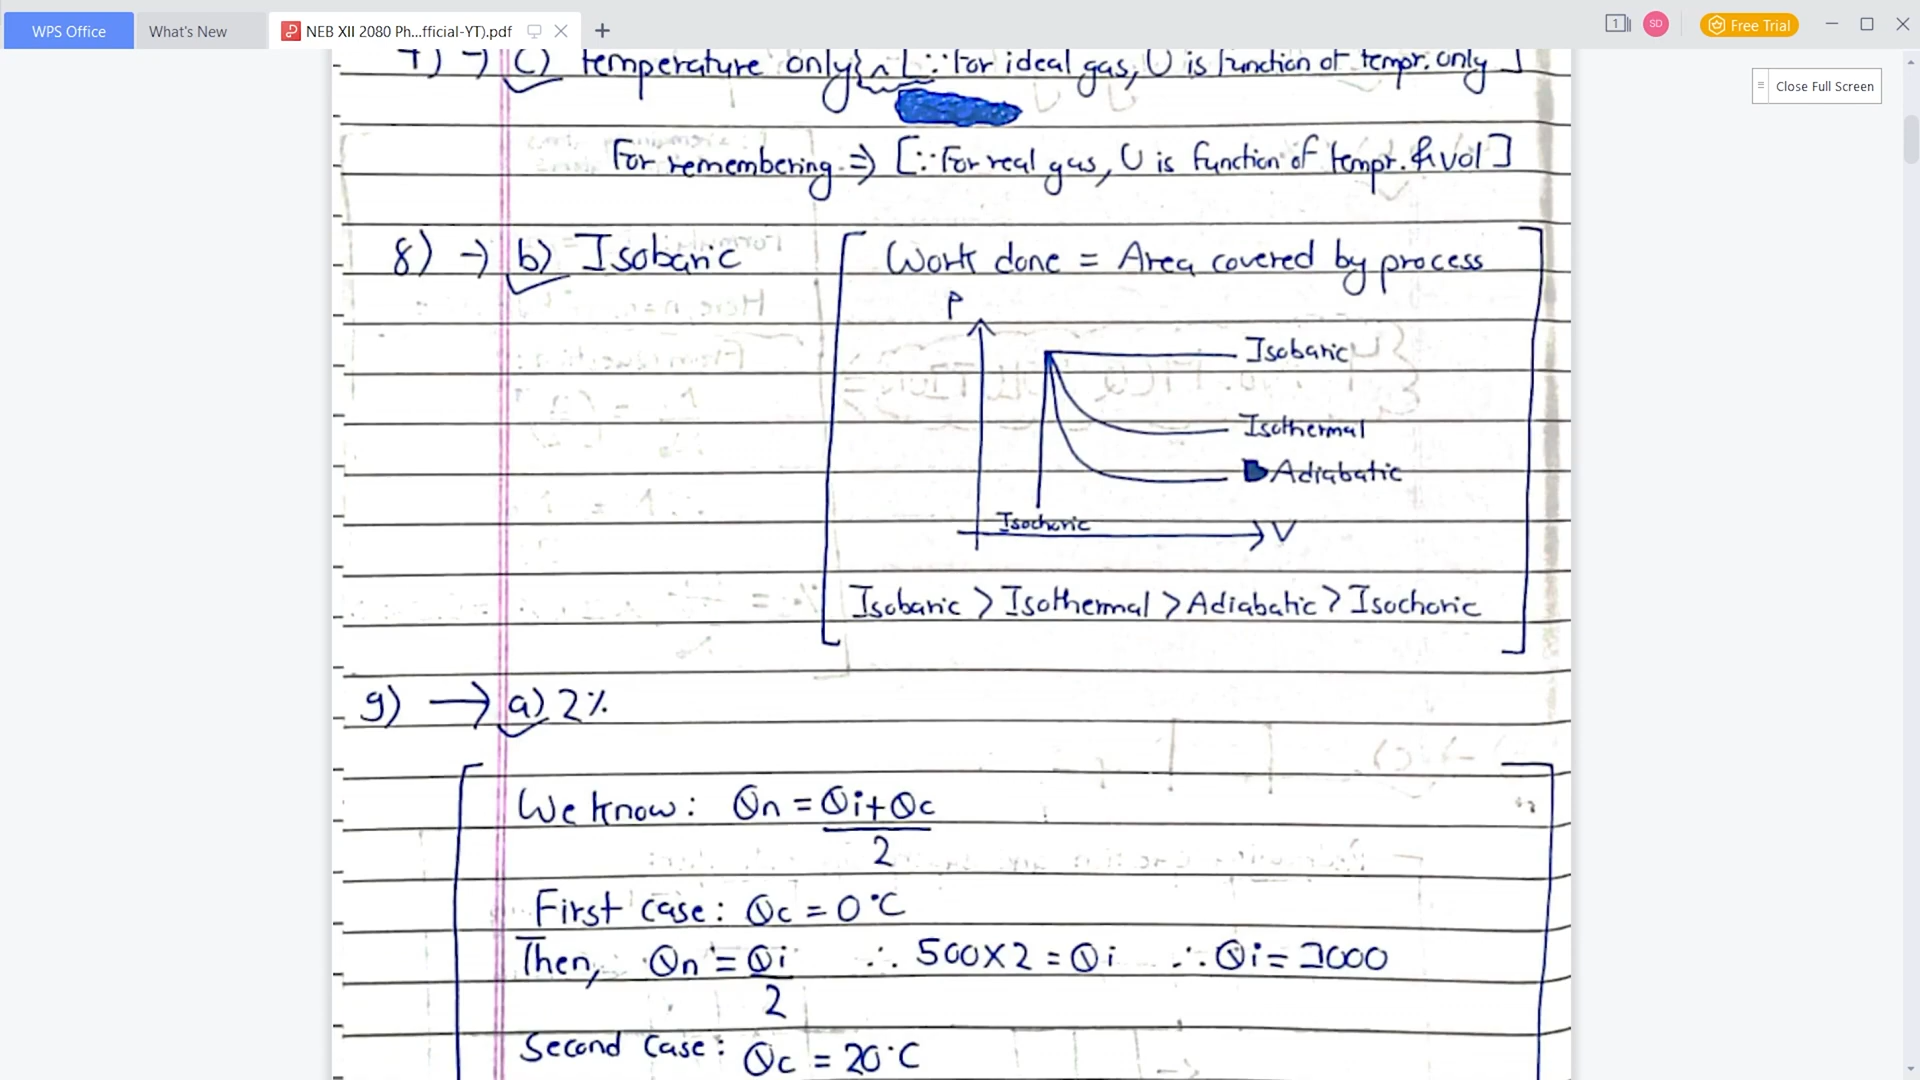 WPS Office
What's New
NEB XII 2080 Ph...fficial-YT).pdf
1
SD
Free Trial
Close Full Screen
7) → c) temperature only [∵ For ideal gas, U is function of tempr. only]
For remembering ⇒ [∵ For real gas, U is function of tempr. & vol]
8) → b) Isobaric
Work done = Area covered by process
P
Isobaric
Isothermal
Adiabatic
Isochoric
V
Isobaric > Isothermal > Adiabatic > Isochoric
9) → a) 2%
We know: θn = θi+θc
2
First case: θc = 0°C
Then, θn = θi ∴ 500×2 = θi ∴ θi = 1000
2
Second case: θc = 20°C